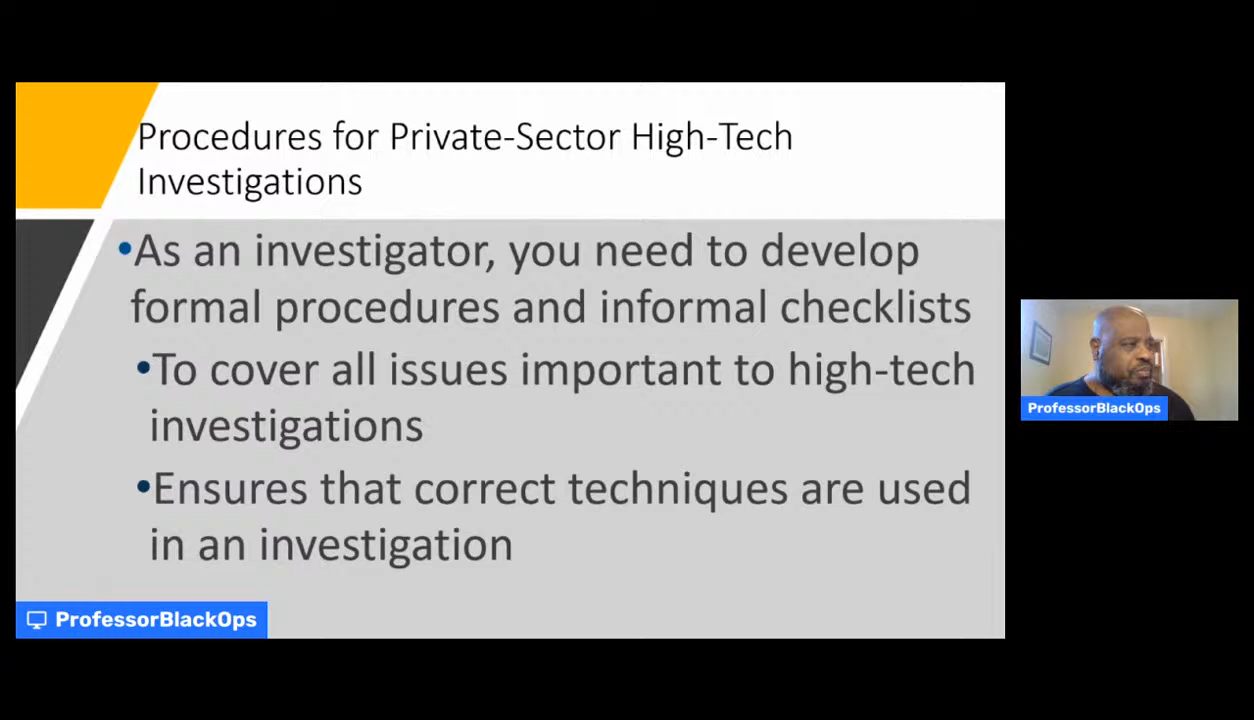 Procedures for Private-Sector High-Tech
Investigations
•As an investigator, you need to develop
formal procedures and informal checklists
•To cover all issues important to high-tech
investigations
•Ensures that correct techniques are used
in an investigation
ProfessorBlackOps
ProfessorBlackOps